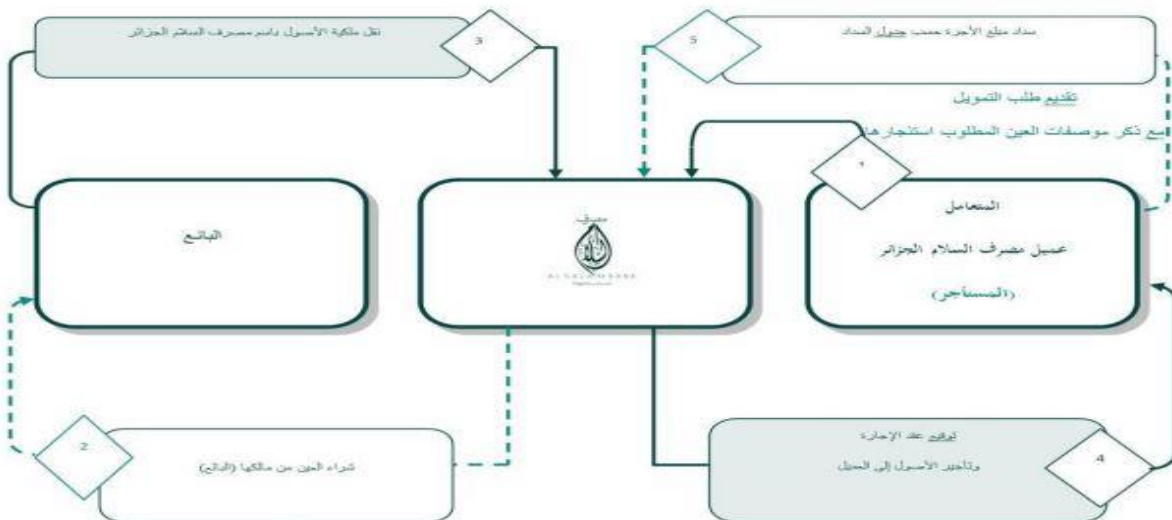 3
نقل ملكية الأصول باسم مصرف السلام الجزائر
5
سداد مبلغ الأجرة حسب جدول السداد
تقديم طلب التمويل
مع ذكر موصفات العين المطلوب استئجارها
1
المتعامل
عميل مصرف السلام الجزائر
(المستأجر)
مصرف
ALSALAM BANK
البائع
2
شراء العين من مالكها (البائع)
توقيع عقد الإجارة
وتأجير الأصول إلى العميل
4